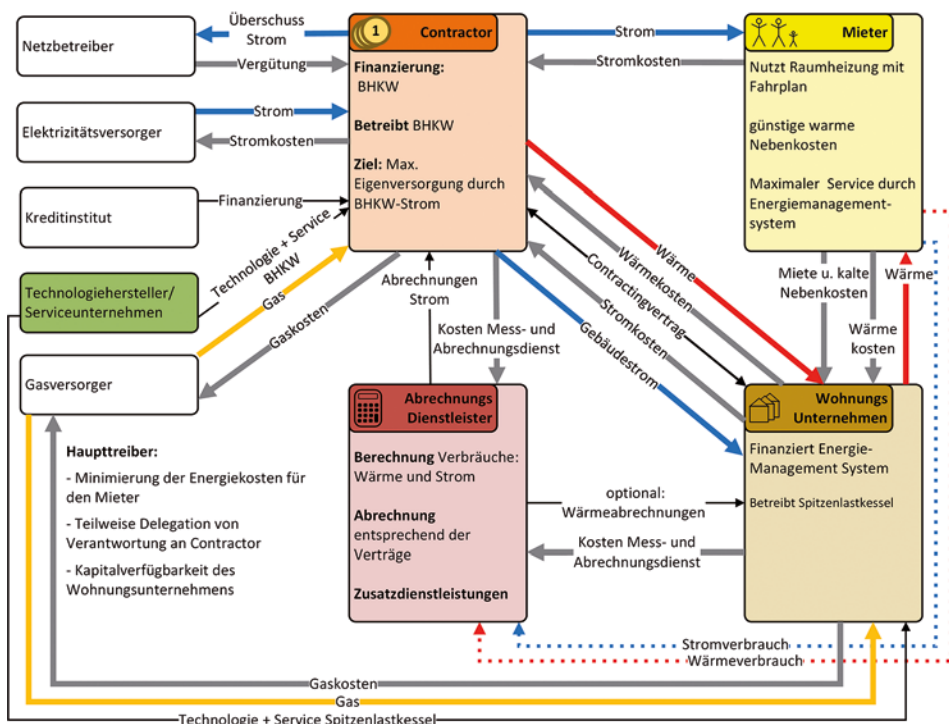 Netzbetreiber
Überschuss
Strom
Vergütung
Elektrizitätsversorger
Strom
Stromkosten
Kreditinstitut
Finanzierung
Technologiehersteller/
Serviceunternehmen
Technologie + Service
BHKW
Gasversorger
Gas
Gaskosten
1
Contractor
Finanzierung:
BHKW
Betreibt BHKW
Ziel: Max.
Eigenversorgung durch
BHKW-Strom
Strom
Stromkosten
Mieter
Nutzt Raumheizung mit
Fahrplan
günstige warme
Nebenkosten
Maximaler Service durch
Energiemanagement-
system
Abrechnungen
Strom
Kosten Mess- und
Abrechnungsdienst
Wärme
Wärmekosten
Contractingvertrag
Stromkosten
Gebäudestrom
Miete u. kalte
Nebenkosten
Wärme
kosten
Wärme
Haupttreiber:
- Minimierung der Energiekosten für
den Mieter
- Teilweise Delegation von
Verantwortung an Contractor
- Kapitalverfügbarkeit des
Wohnungsunternehmens
Abrechnungs
Dienstleister
Berechnung Verbräuche:
Wärme und Strom
Abrechnung
entsprechend der
Verträge
Zusatzdienstleistungen
optional:
Wärmeabrechnungen
Kosten Mess- und
Abrechnungsdienst
Wohnungs
Unternehmen
Finanziert Energie-
Management System
Betreibt Spitzenlastkessel
Stromverbrauch
Wärmeverbrauch
Gaskosten
Gas
Technologie + Service Spitzenlastkessel